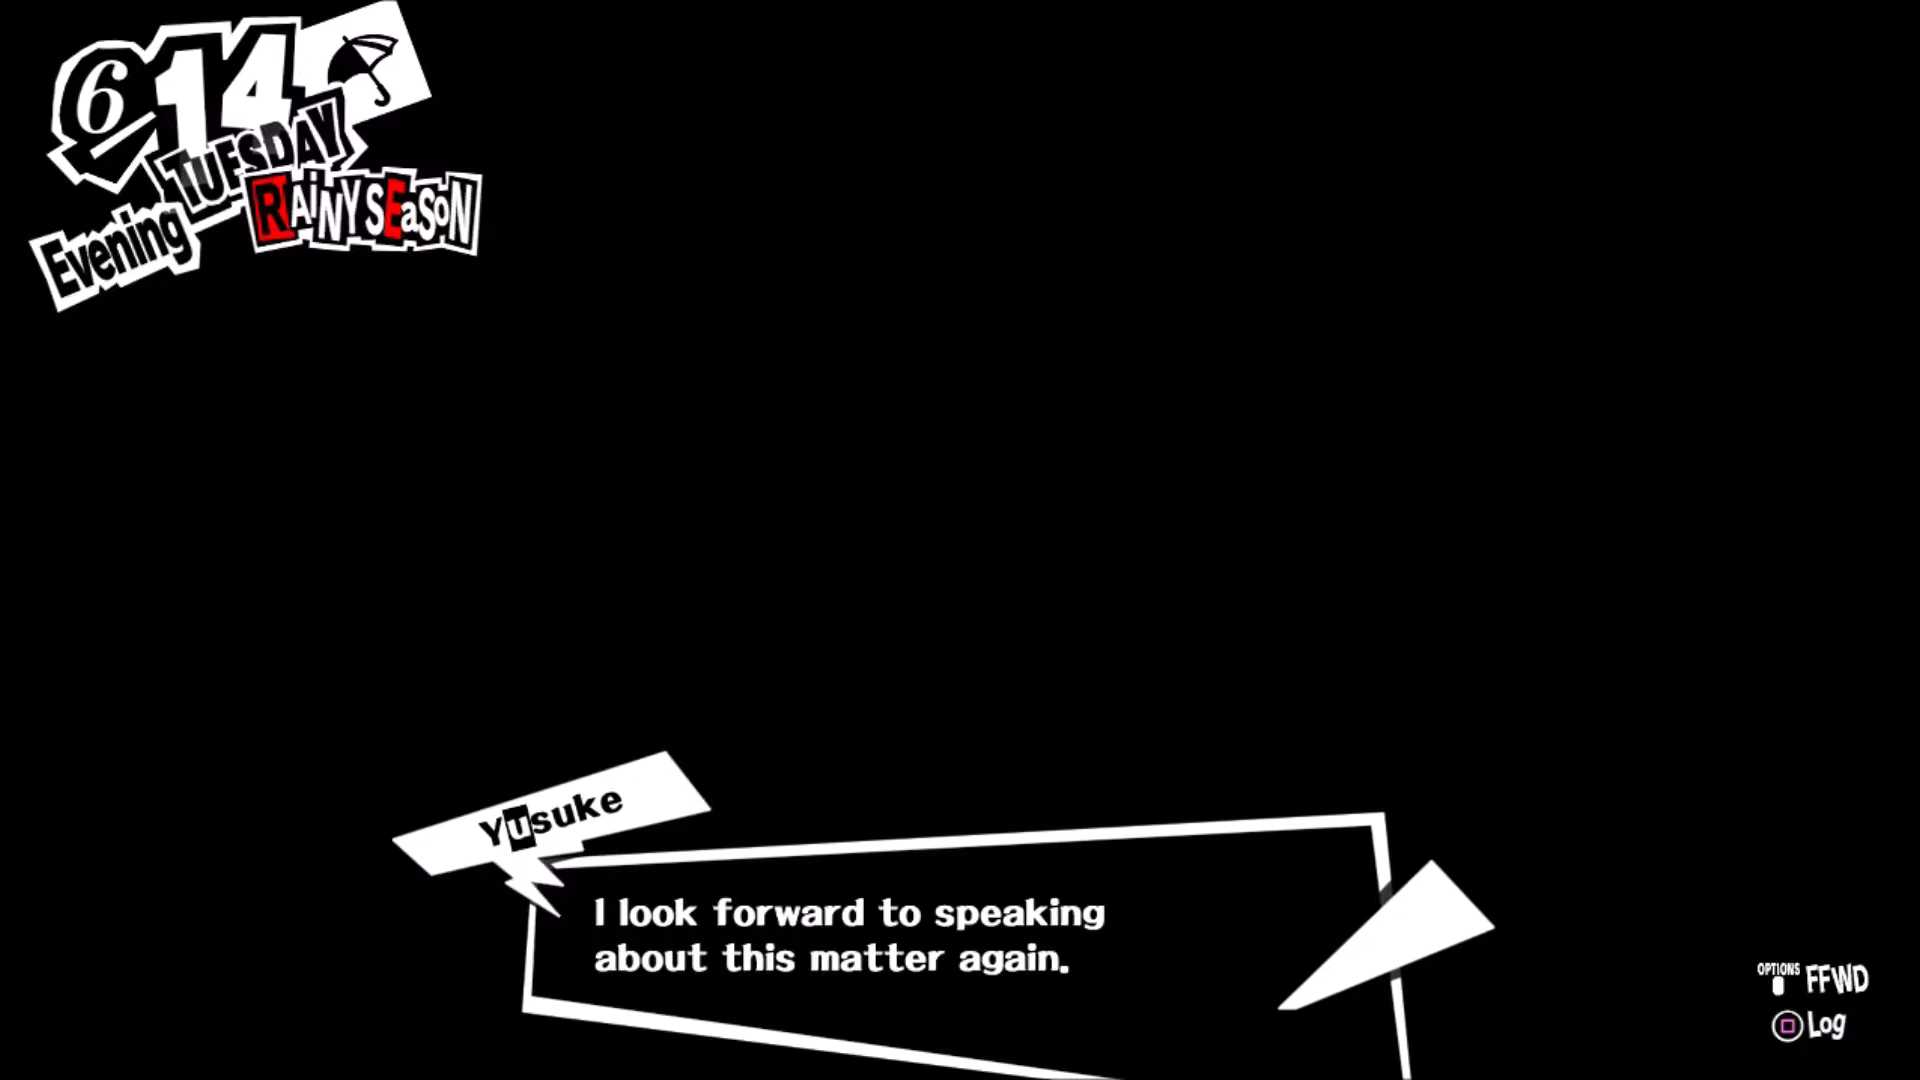 6/14
TUESDAY
RAiNY SEaSoN
Evening
Yusuke
I look forward to speaking
about this matter again.
OPTIONS FFWD
Log